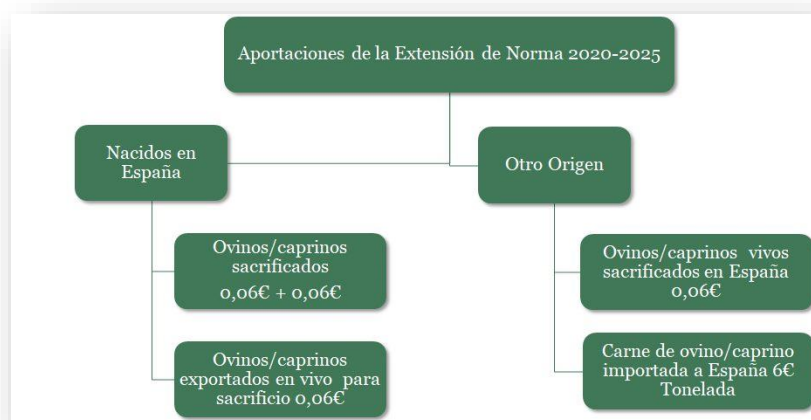 Aportaciones de la Extensión de Norma 2020-2025
Nacidos en
España
Otro Origen
Ovinos/caprinos
sacrificados
0,06€ + 0,06€
Ovinos/caprinos
exportados en vivo para
sacrificio 0,06€
Ovinos/caprinos vivos
sacrificados en España
0,06€
Carne de ovino/caprino
importada a España 6€
Tonelada